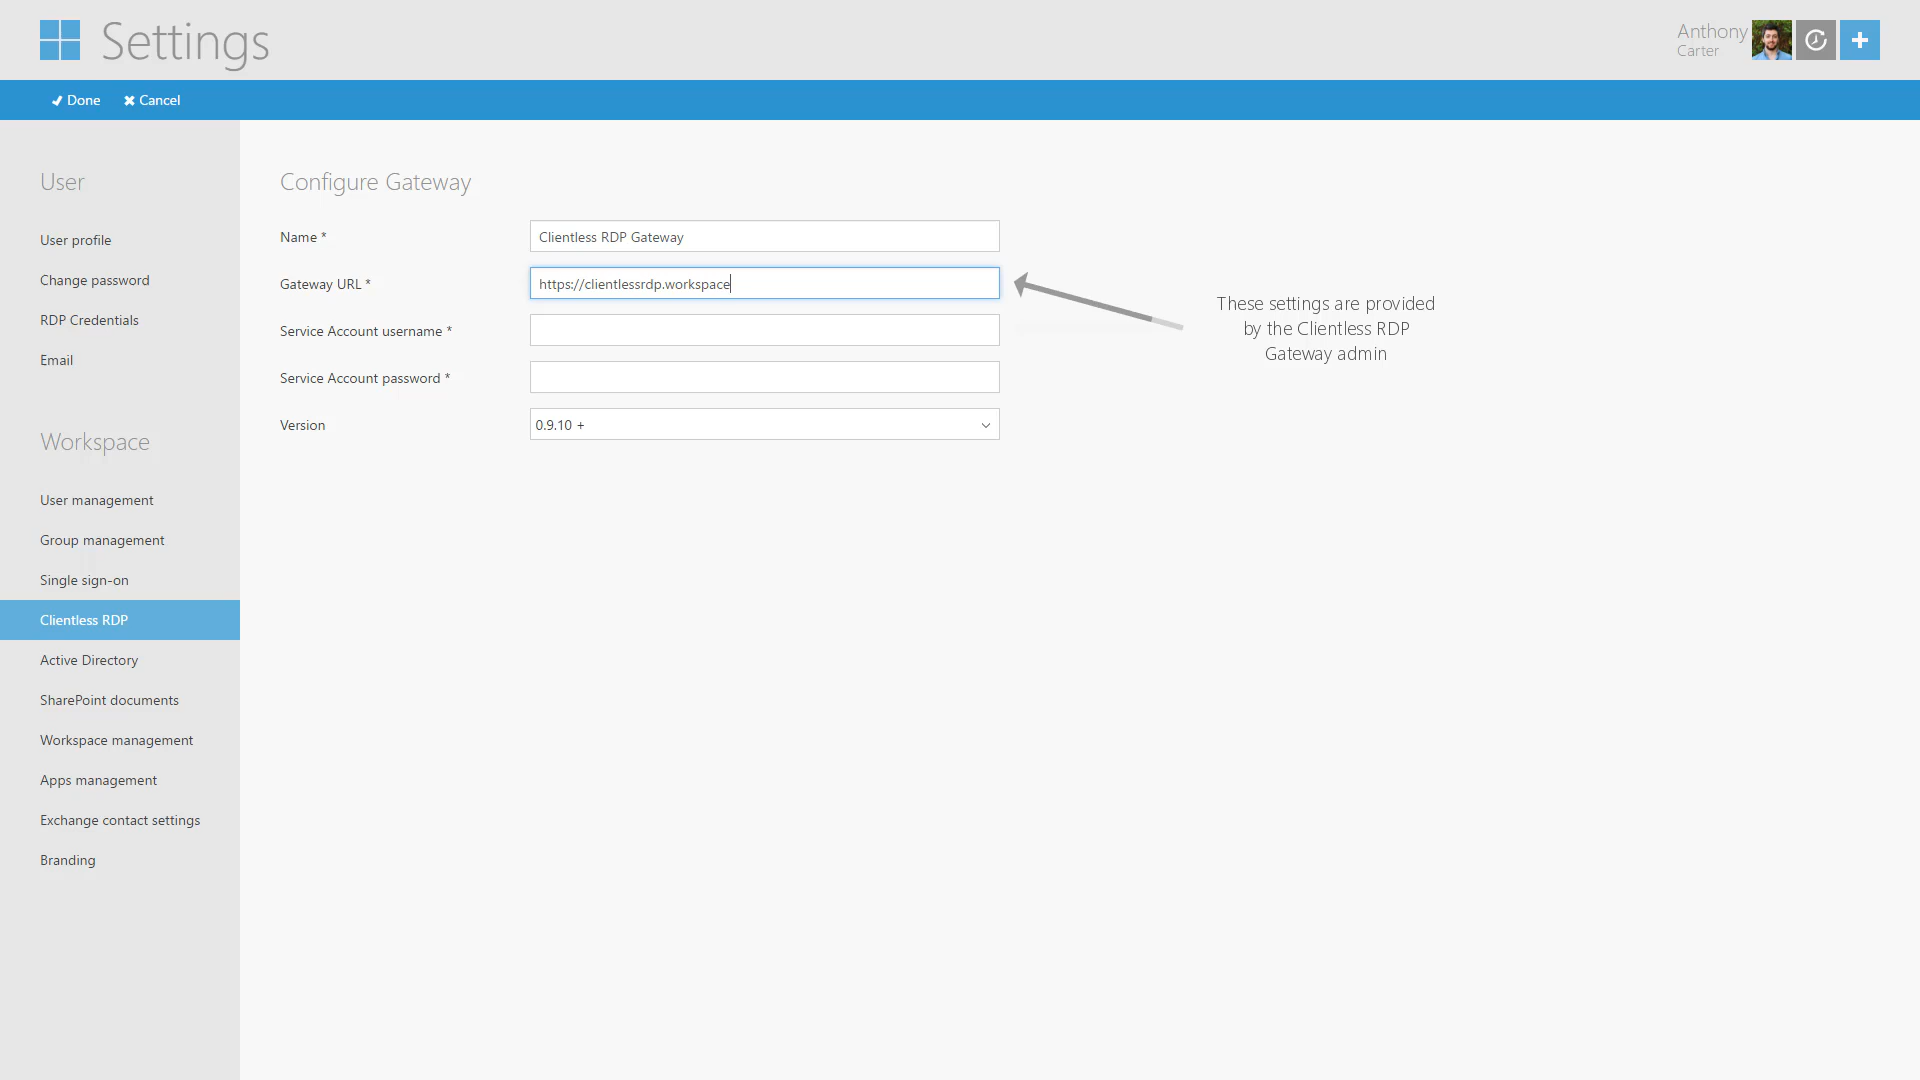 Settings
Anthony
Carter
Done
Cancel
User
User profile
Change password
RDP Credentials
Email
Workspace
User management
Group management
Single sign-on
Clientless RDP
Active Directory
SharePoint documents
Workspace management
Apps management
Exchange contact settings
Branding
Configure Gateway
Name *
Clientless RDP Gateway
Gateway URL *
https://clientlessrdp.workspace
Service Account username *
Service Account password *
Version
0.9.10 +
These settings are provided
by the Clientless RDP
Gateway admin